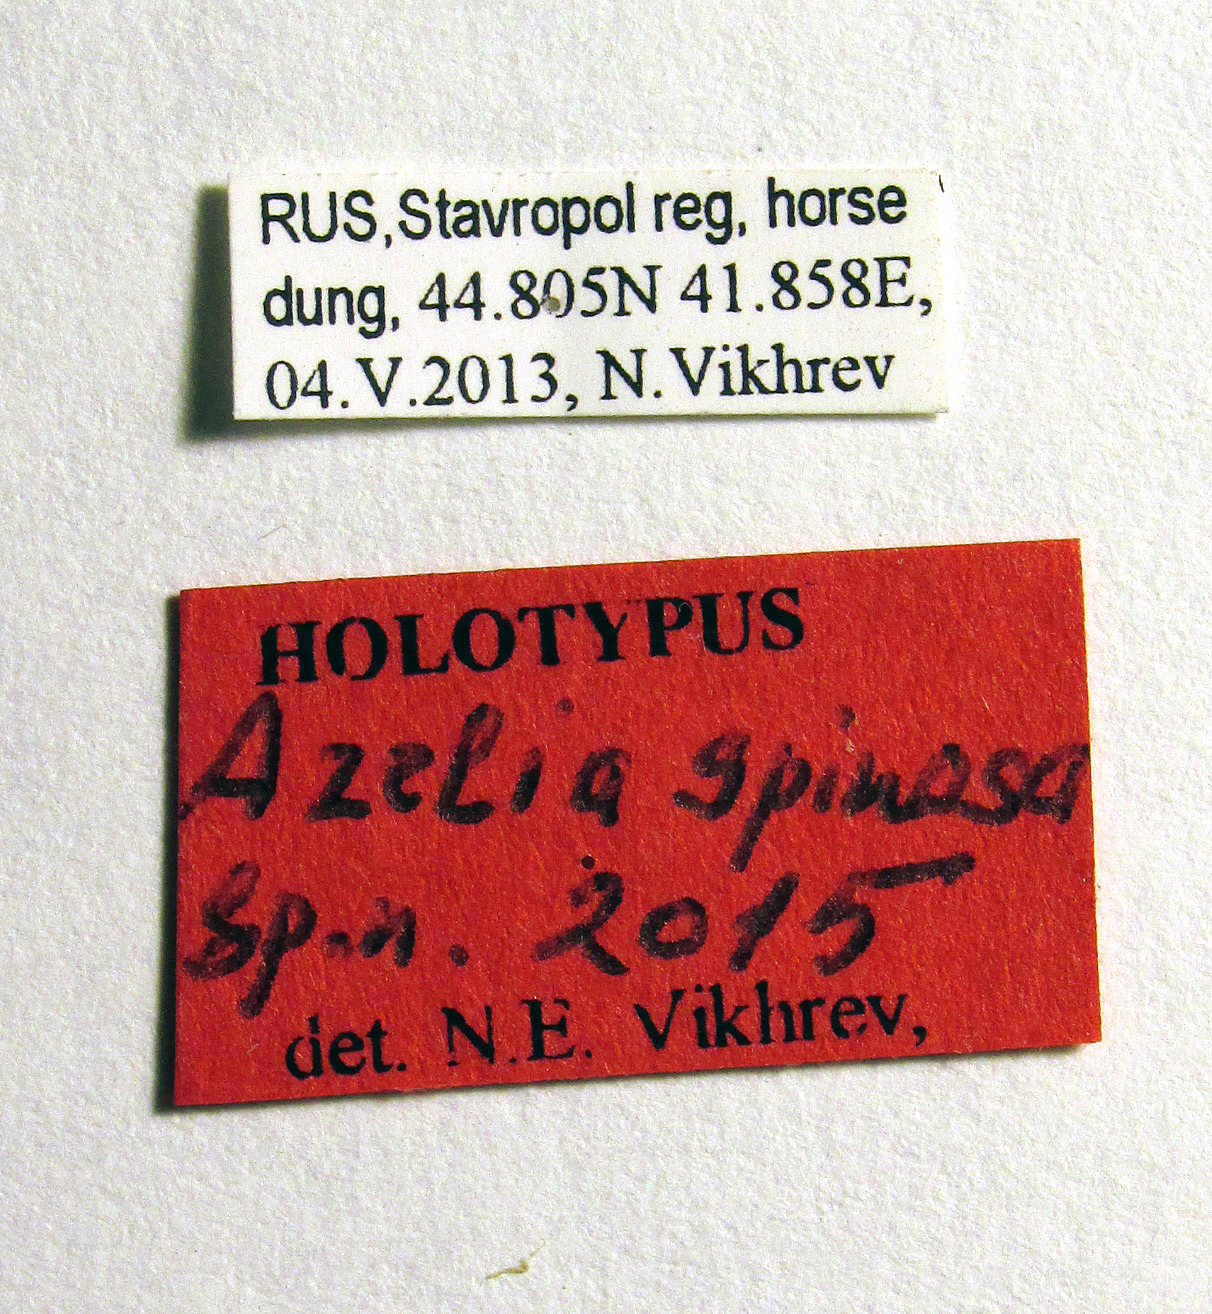 RUS,Stavropol reg, horse
dung, 44.805N 41.858E,
04.V.2013, N.Vikhrev
HOLOTYPUS
Azelia spinosa
Sp.n. 2015
det. N.E. Vikhrev,